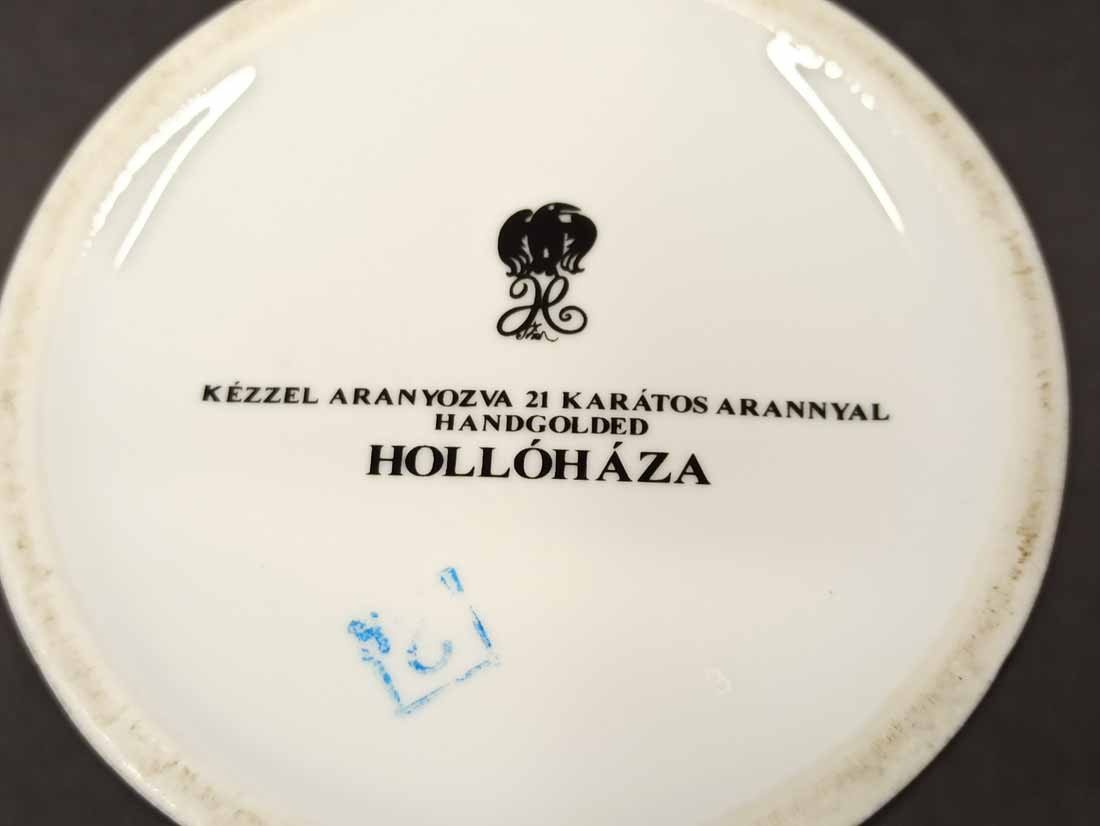 KÉZZEL ARANYOZVA 21 KARÁTOS ARANNYAL
HANDGOLDED
HOLLÓHÁZA